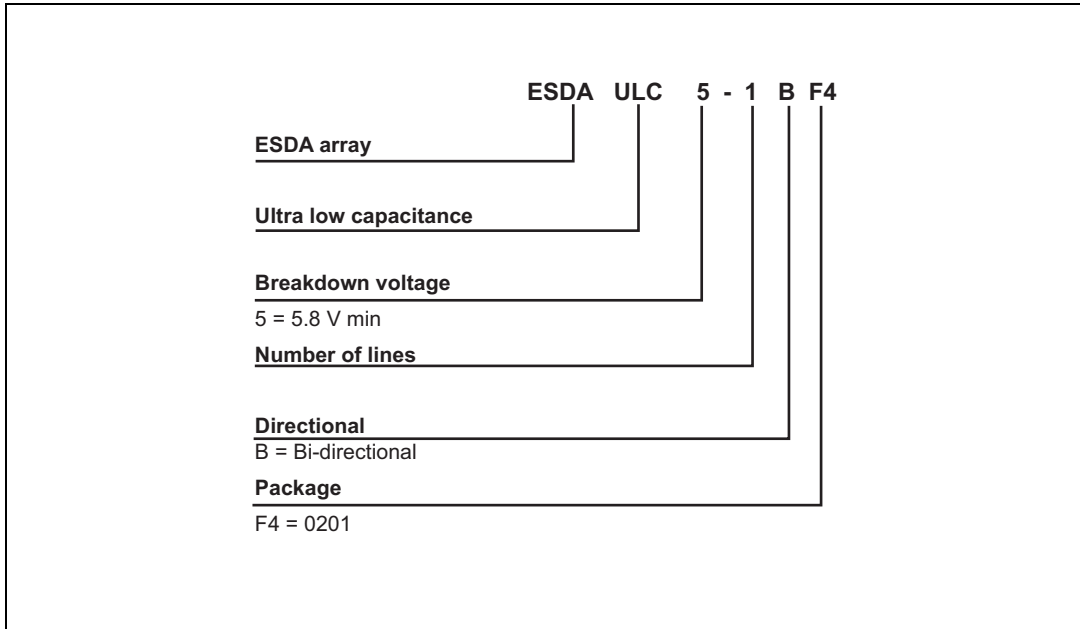 ESDA ULC 5 - 1 B F4
ESDA array
Ultra low capacitance
Breakdown voltage
5 = 5.8 V min
Number of lines
Directional
B = Bi-directional
Package
F4 = 0201